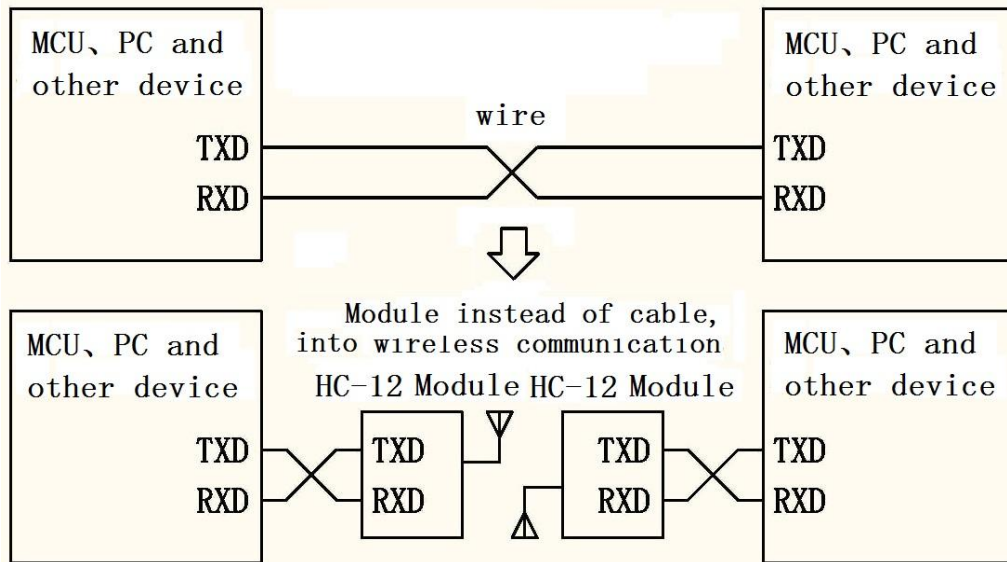 MCU、PC and
other device
TXD
RXD
wire
MCU、PC and
other device
TXD
RXD
Module instead of cable,
into wireless communication
MCU、PC and
other device
TXD
RXD
HC-12 Module
TXD
RXD
HC-12 Module
TXD
RXD
MCU、PC and
other device
TXD
RXD